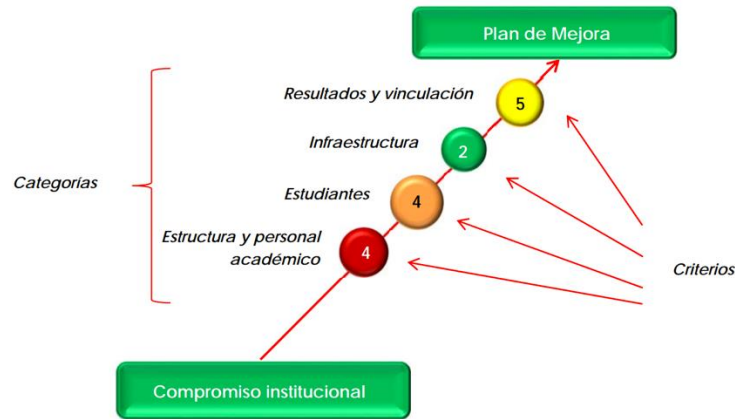 Plan de Mejora
Resultados y vinculación
5
Infraestructura
2
Categorías
Estudiantes
4
Estructura y personal
académico
4
Criterios
Compromiso institucional